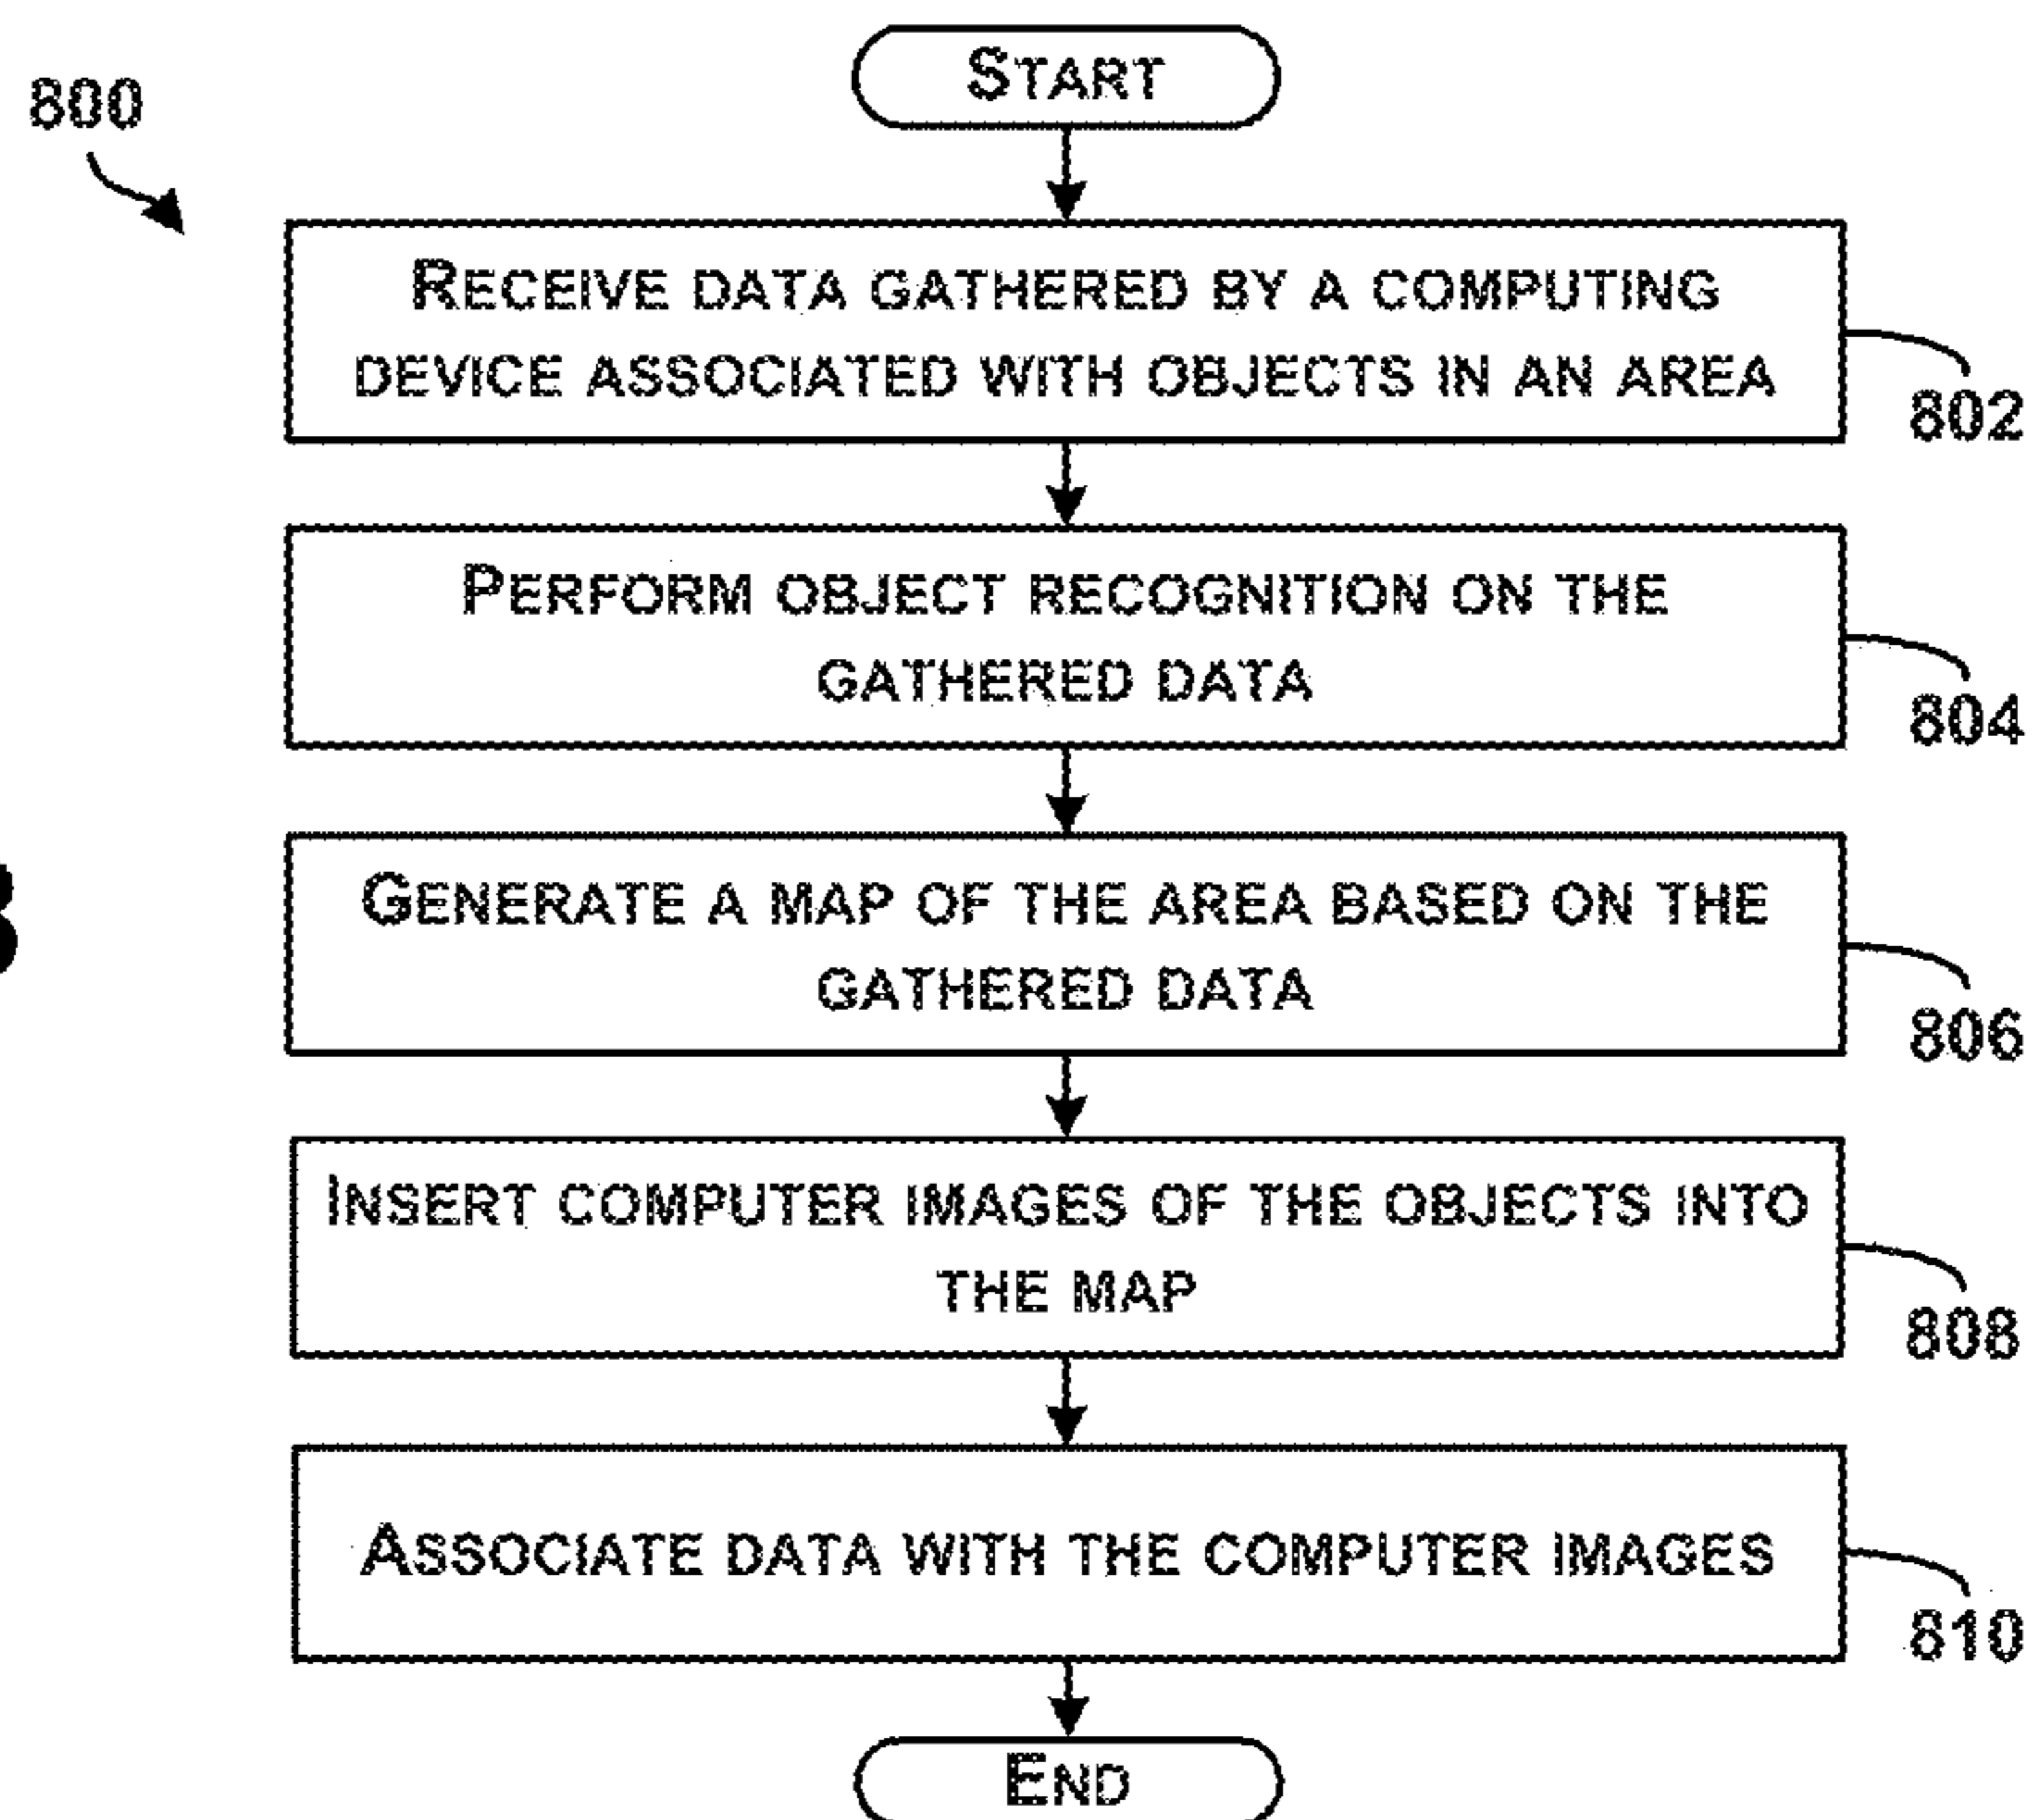 START
800
RECEIVE DATA GATHERED BY A COMPUTING
DEVICE ASSOCIATED WITH OBJECTS IN AN AREA
802
PERFORM OBJECT RECOGNITION ON THE
GATHERED DATA
804
GENERATE A MAP OF THE AREA BASED ON THE
GATHERED DATA
806
INSERT COMPUTER IMAGES OF THE OBJECTS INTO
THE MAP
808
ASSOCIATE DATA WITH THE COMPUTER IMAGES
810
END